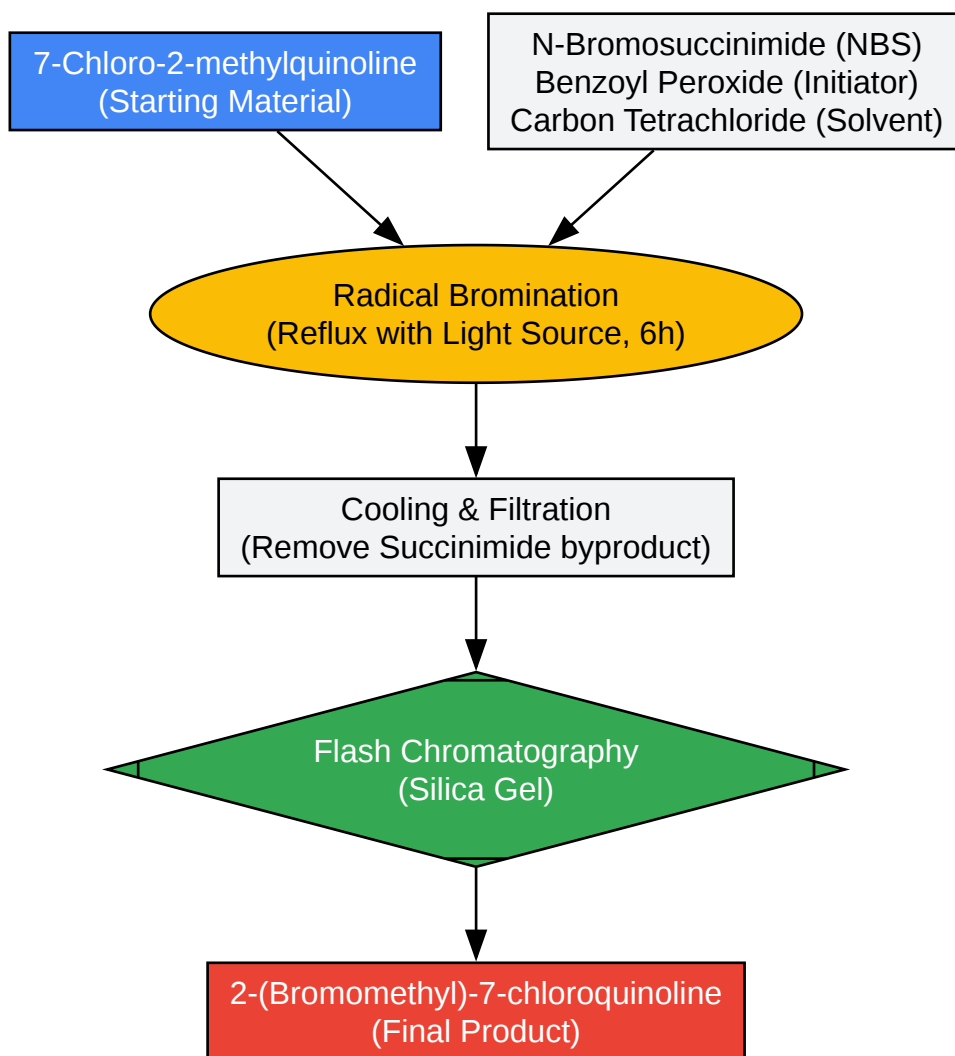 7-Chloro-2-methylquinoline
(Starting Material)
N-Bromosuccinimide (NBS)
Benzoyl Peroxide (Initiator)
Carbon Tetrachloride (Solvent)
Radical Bromination
(Reflux with Light Source, 6h)
Cooling & Filtration
(Remove Succinimide byproduct)
Flash Chromatography
(Silica Gel)
2-(Bromomethyl)-7-chloroquinoline
(Final Product)